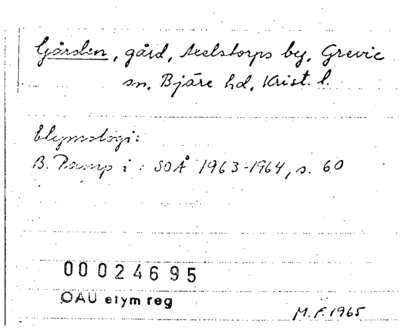 Gårslen, gård, Axelstorps by, Grevie
sn, Bjäre hd, Krist. l.
Etymologi:
B. Pamp i: SOÅ 1963-1964, s. 60
00024695
OAU etym reg
M.F. 1965